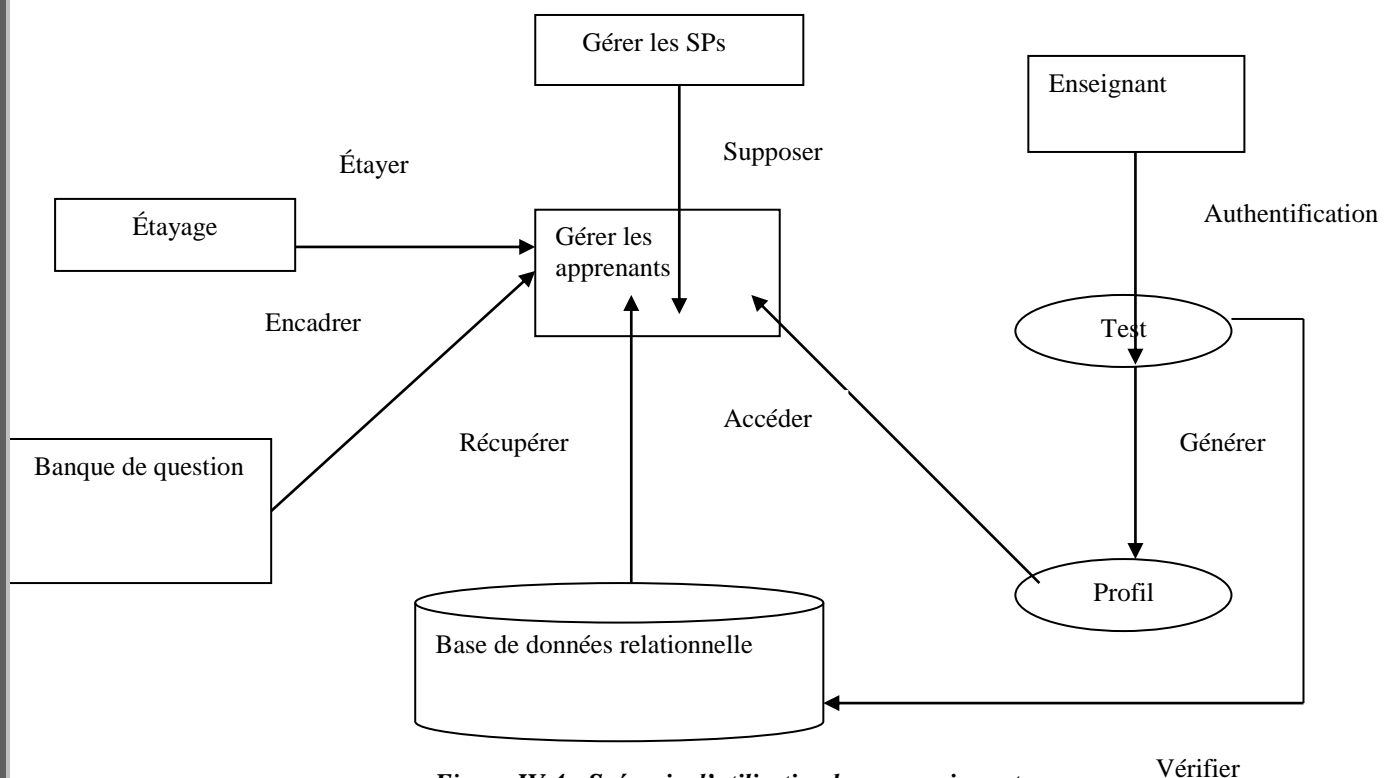 Gérer les SPs
Enseignant
Étayer
Supposer
Étayage
Authentification
Gérer les
apprenants
Encadrer
Test
Accéder
Récupérer
Générer
Banque de question
Profil
Base de données relationnelle
Vérifier